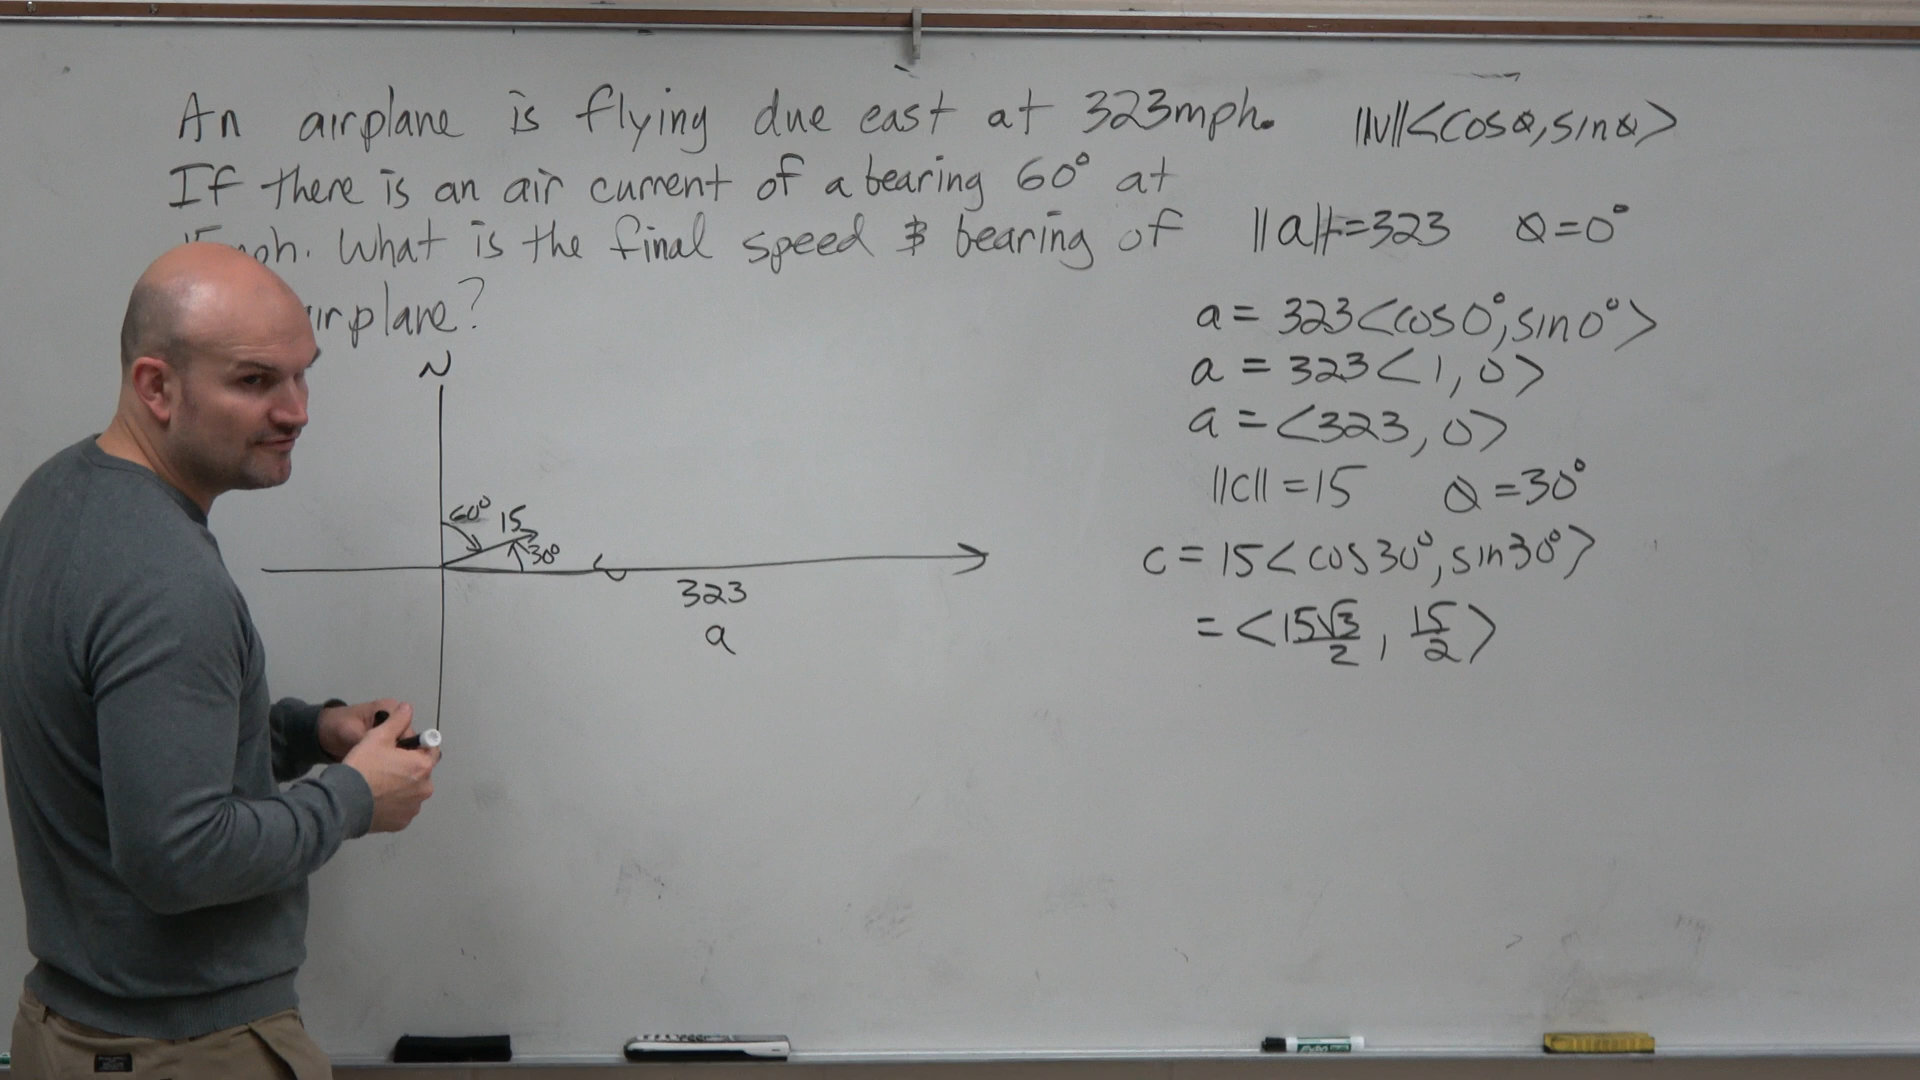 An airplane is flying due east at 323mph.
If there is an air current of a bearing 60° at
15 mph. What is the final speed & bearing of
airplane?
||v||<cosθ, sinθ>
||a||=323 θ=0°
a = 323<cos0°, sin0°>
a = 323<1, 0>
a = <323, 0>
||c||=15 θ=30°
c = 15<cos30°, sin30°>
= <15√3/2, 15/2>
N
60° 15
30°
323
a